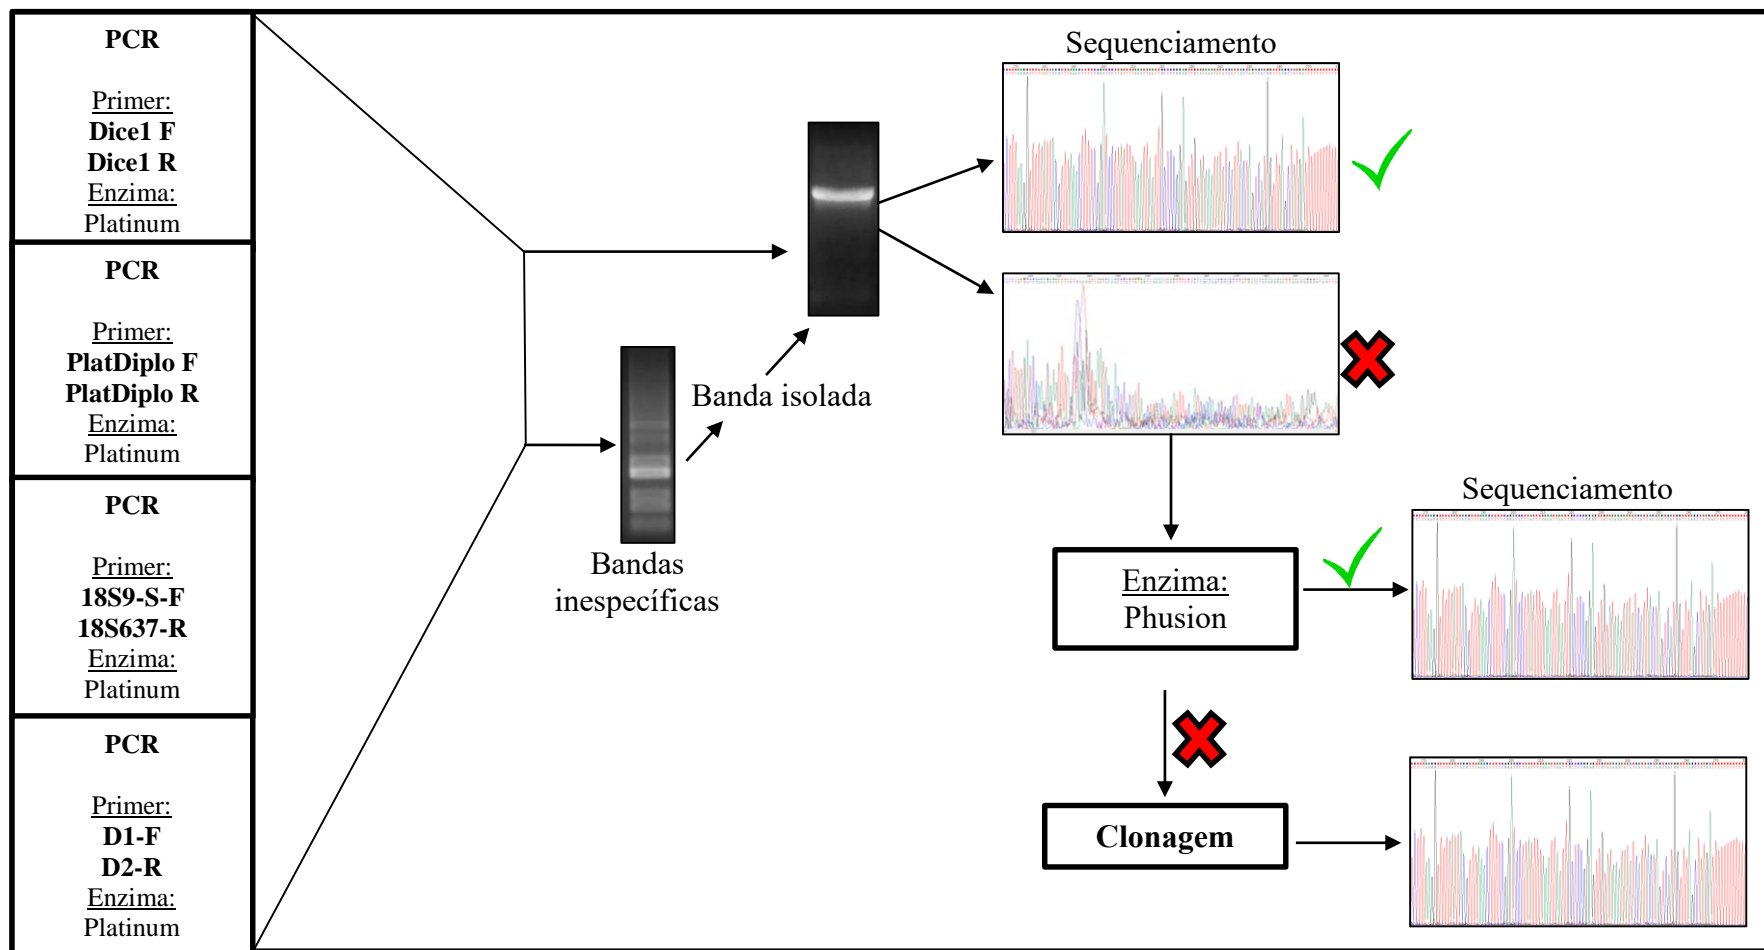 PCR
Primer:
Dice1 F
Dice1 R
Enzima:
Platinum
PCR
Primer:
PlatDiplo F
PlatDiplo R
Enzima:
Platinum
PCR
Primer:
18S9-S-F
18S637-R
Enzima:
Platinum
PCR
Primer:
D1-F
D2-R
Enzima:
Platinum
Bandas
inespecíficas
Banda isolada
Sequenciamento
Enzima:
Phusion
Sequenciamento
Clonagem